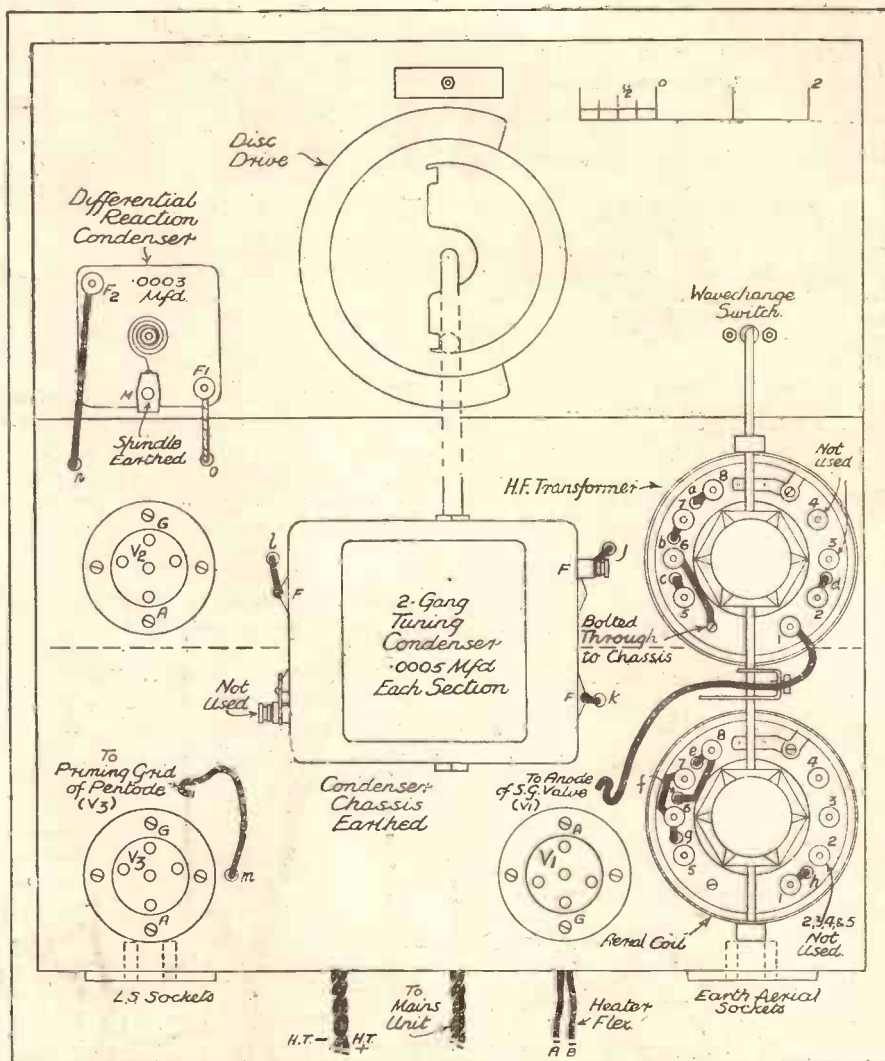 ½ 0 2
Disc
Drive
Differential
Reaction
Condenser
F2
.0003
Mfd.
M
F1
Spindle
Earthed
n
o
Wavechange
Switch.
Not
Used
H.F. Transformer
8
a
7
b
6
c
5
4
3
d
2
1
G
V2
A
l
F
F
j
2-Gang
Tuning
Condenser
.0005 Mfd
Each Section
Bolted
Through
to Chassis
Not
Used
F
k
To
Priming Grid
of Pentode
(V3)
Condenser
Chassis
Earthed
To Anode
of S.G. Valve
(V1)
G
V3
A
m
A
V1
G
8
e
7
f
6
g
5
4
3
2
1
h
Aerial Coil
2,3,4,&5
Not
Used.
L.S. Sockets
H.T.-
H.T.
+
To
Mains
Unit
A
B
Heater
Flex.
Earth Aerial
Sockets